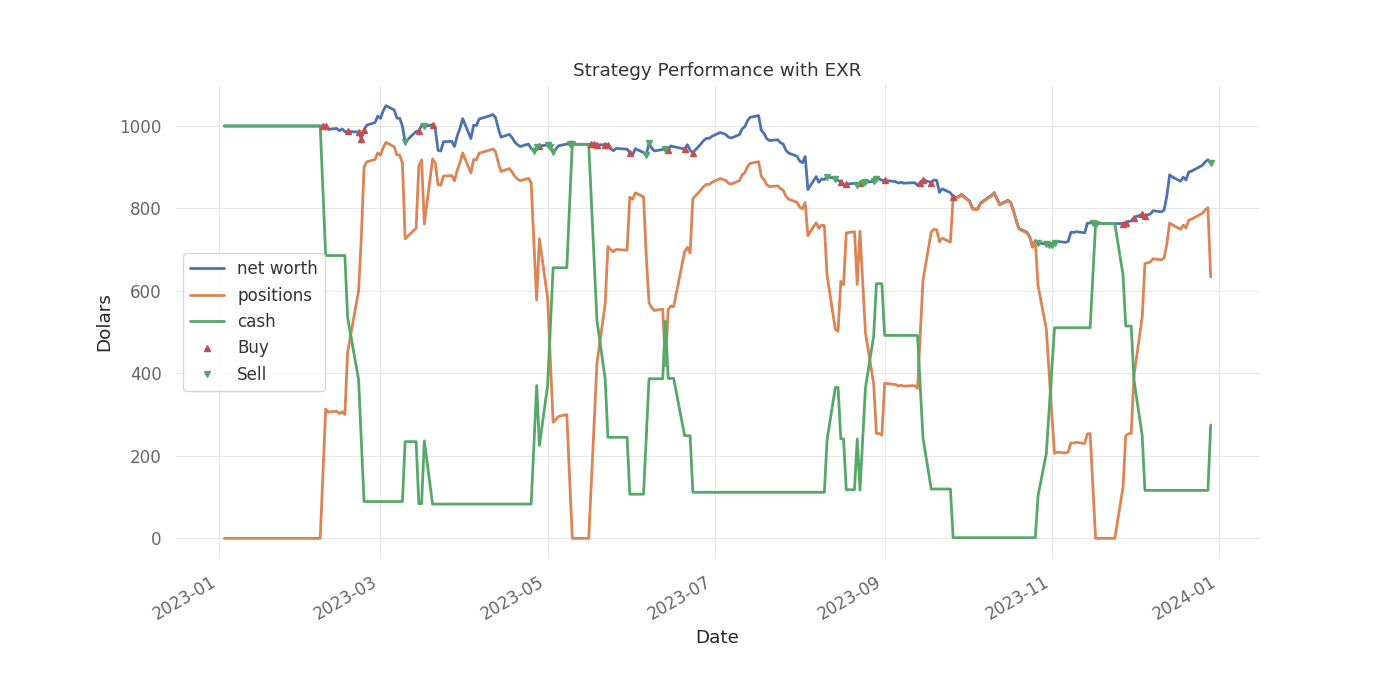 Strategy Performance with EXR
Dolars
1000
800
600
400
200
0
net worth
positions
cash
Buy
Sell
2023-01
2023-03
2023-05
2023-07
2023-09
2023-11
2024-01
Date